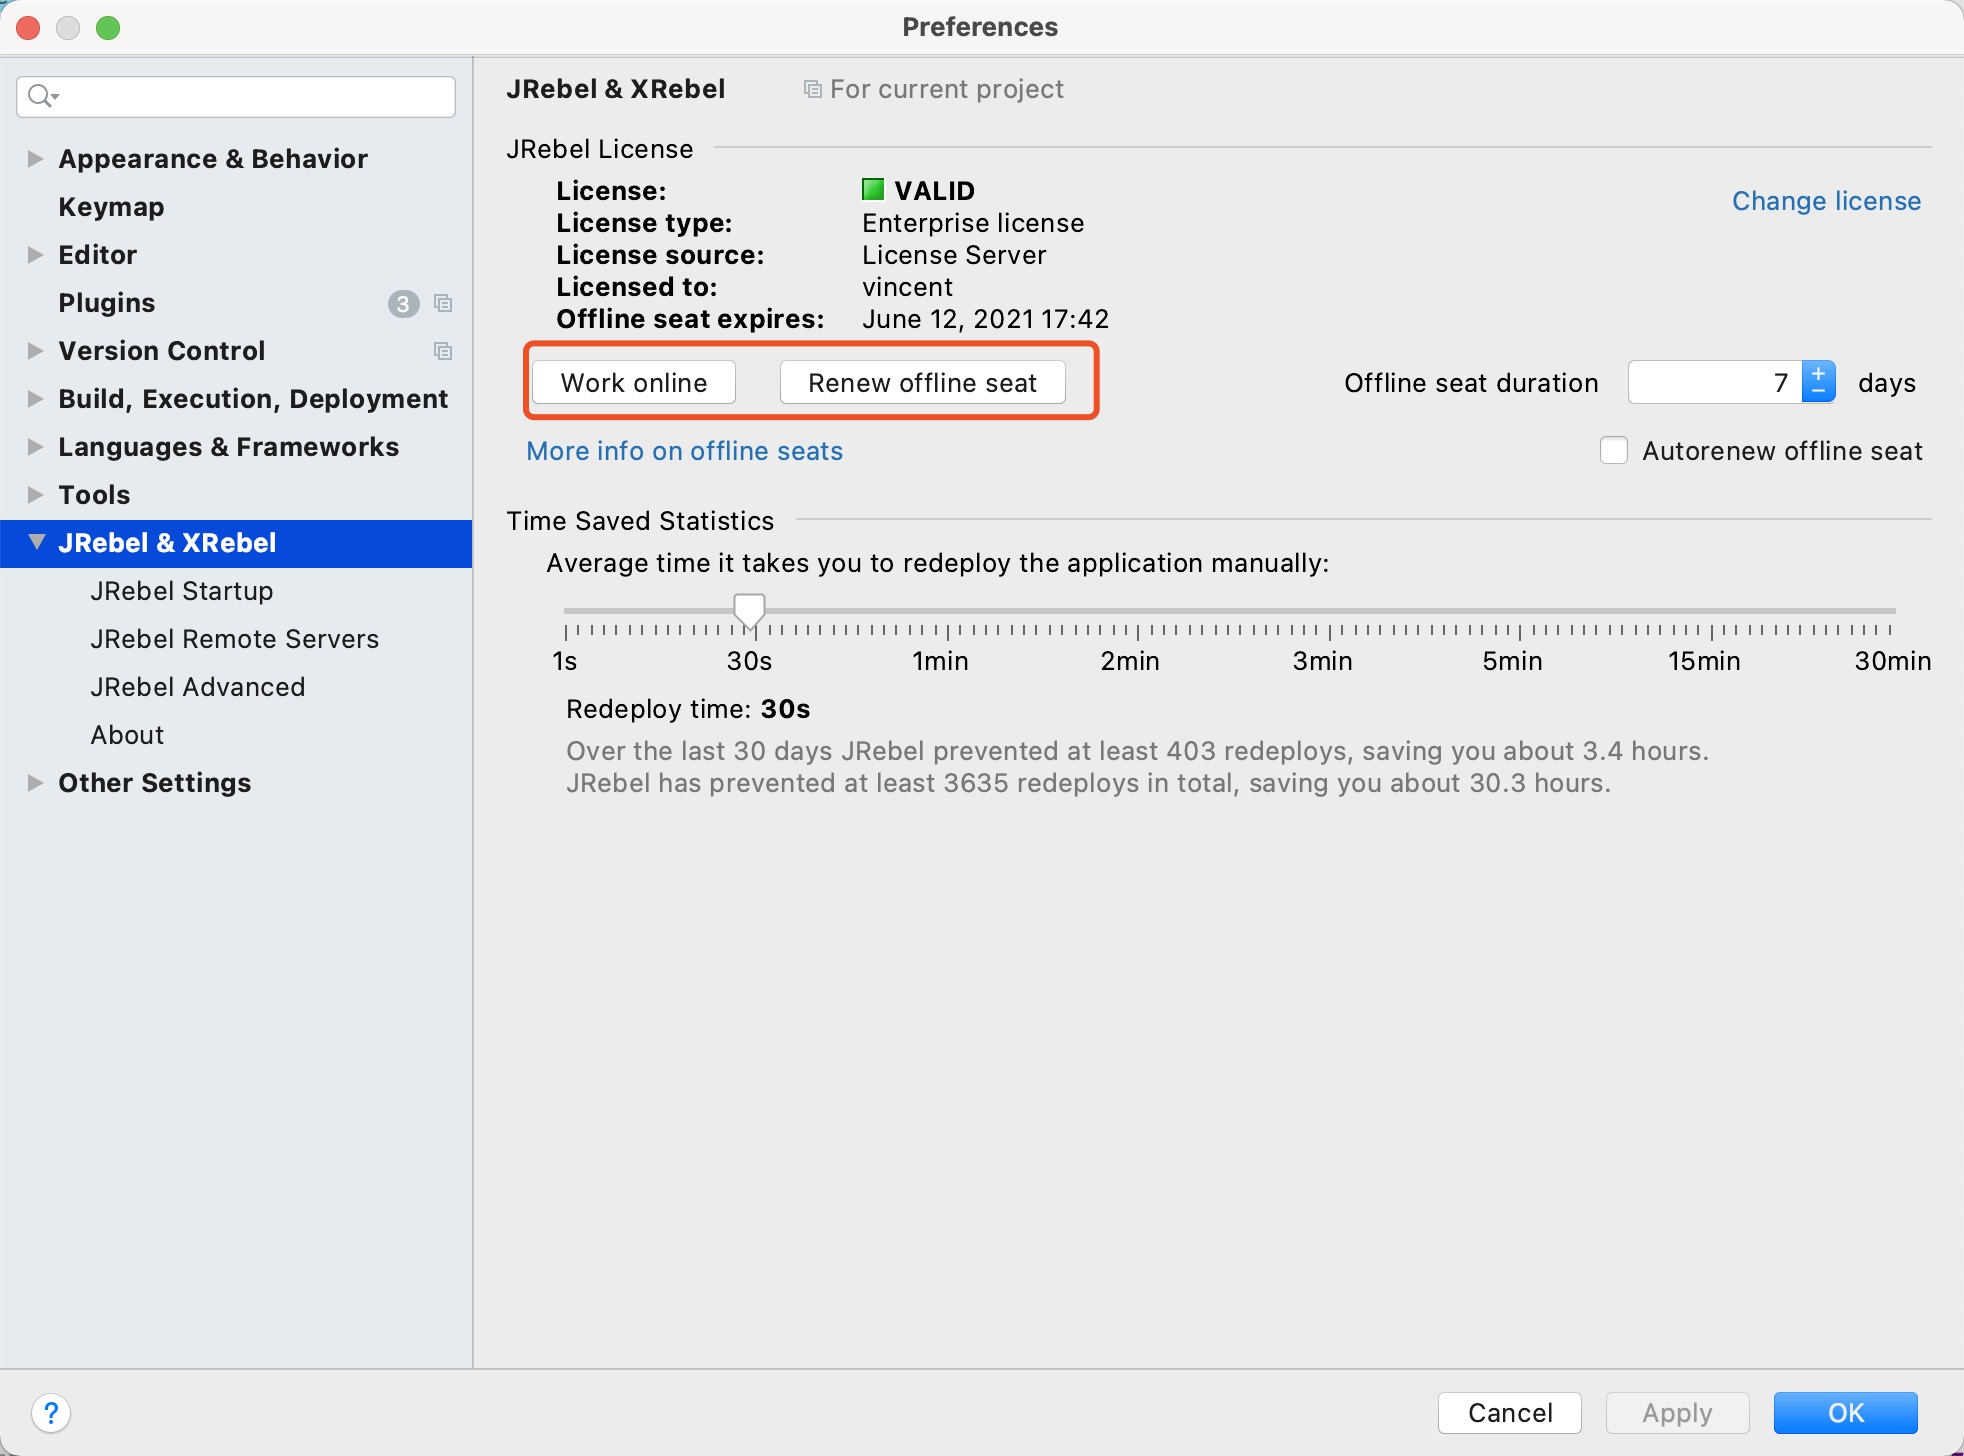 Preferences
Appearance & Behavior
Keymap
Editor
Plugins 3
Version Control
Build, Execution, Deployment
Languages & Frameworks
Tools
JRebel & XRebel
JRebel Startup
JRebel Remote Servers
JRebel Advanced
About
Other Settings
JRebel & XRebel For current project
JRebel License
License: VALID
Change license
License type: Enterprise license
License source: License Server
Licensed to: vincent
Offline seat expires: June 12, 2021 17:42
Work online Renew offline seat Offline seat duration 7 + − days
More info on offline seats Autorenew offline seat
Time Saved Statistics
Average time it takes you to redeploy the application manually:
1s 30s 1min 2min 3min 5min 15min 30min
Redeploy time: 30s
Over the last 30 days JRebel prevented at least 403 redeploys, saving you about 3.4 hours.
JRebel has prevented at least 3635 redeploys in total, saving you about 30.3 hours.
? Cancel Apply OK